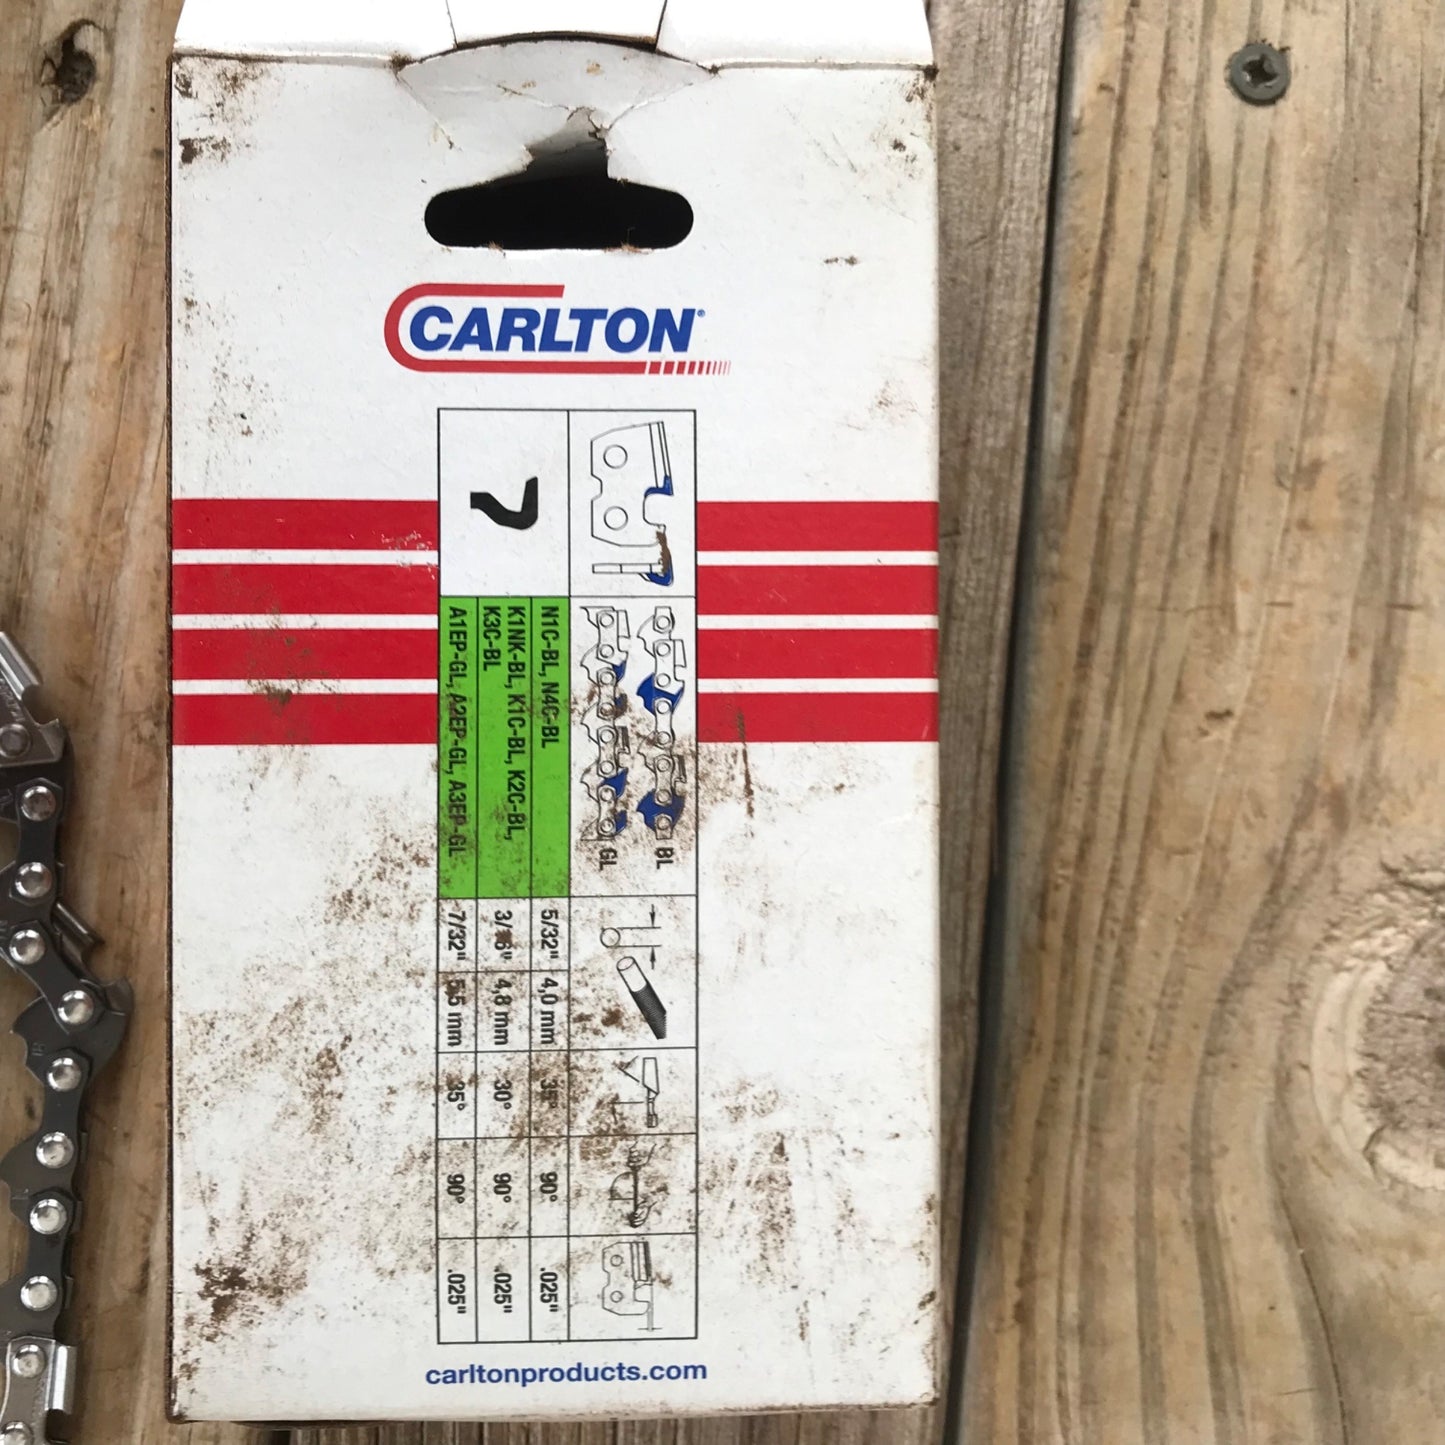 CARLTON®
BL
GL
N1C-BL, N4C-BL 5/32" 4,0 mm 35° 90° .025"
K1NK-BL, K1C-BL, K2C-BL,
K3C-BL 3/16" 4,8 mm 30° 90° .025"
A1EP-GL, A2EP-GL, A3EP-GL 7/32" 5,5 mm 35° 90° .025"
carltonproducts.com